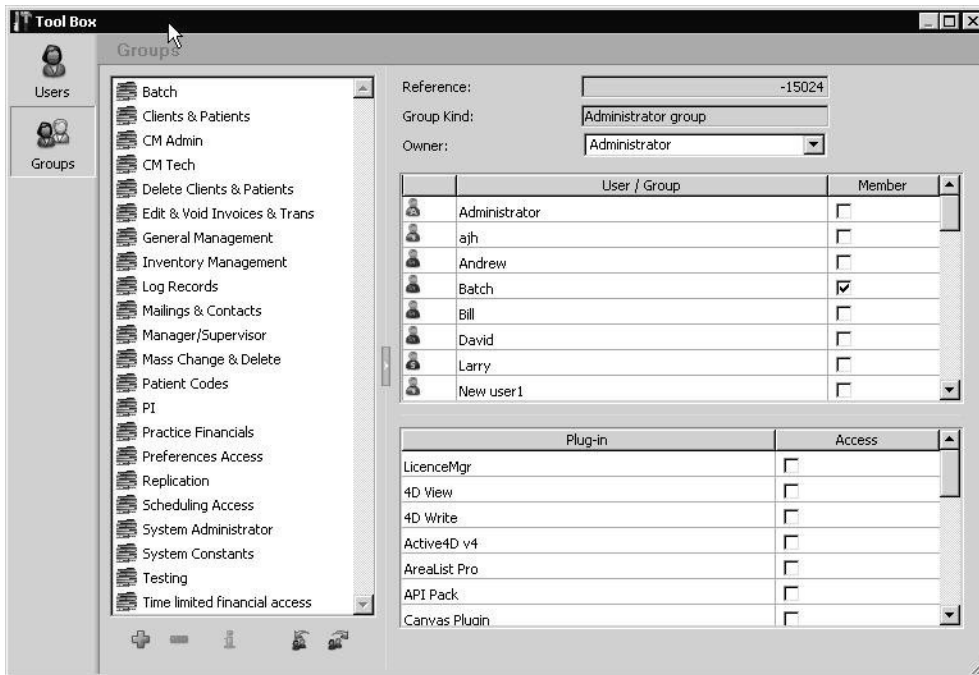 Tool Box
Users
Groups
Groups
Batch
Clients & Patients
CM Admin
CM Tech
Delete Clients & Patients
Edit & Void Invoices & Trans
General Management
Inventory Management
Log Records
Mailings & Contacts
Manager/Supervisor
Mass Change & Delete
Patient Codes
PI
Practice Financials
Preferences Access
Replication
Scheduling Access
System Administrator
System Constants
Testing
Time limited financial access
Reference: -15024
Group Kind: Administrator group
Owner: Administrator
User / Group Member
Administrator
ajh
Andrew
Batch
Bill
David
Larry
New user1
Plug-in Access
LicenceMgr
4D View
4D Write
Active4D v4
AreaList Pro
API Pack
Canvas Plugin